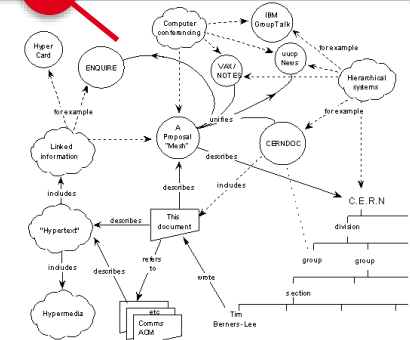 IBM
GroupTalk
Computer
conferencing
Hyper
Card
for example
uucp
News
ENQUIRE
VAX/
NOTES
Hierarchical
systems
for example
unifies
for example
A
Proposal
"Mesh"
Linked
information
CERNDOC
describes
includes
describes
includes
C.E.R.N
This
document
describes
division
"Hypertext"
refers
to
group
group
includes
describes
wrote
section
Hypermedia
etc
Comms
ACM
Tim
Berners-Lee